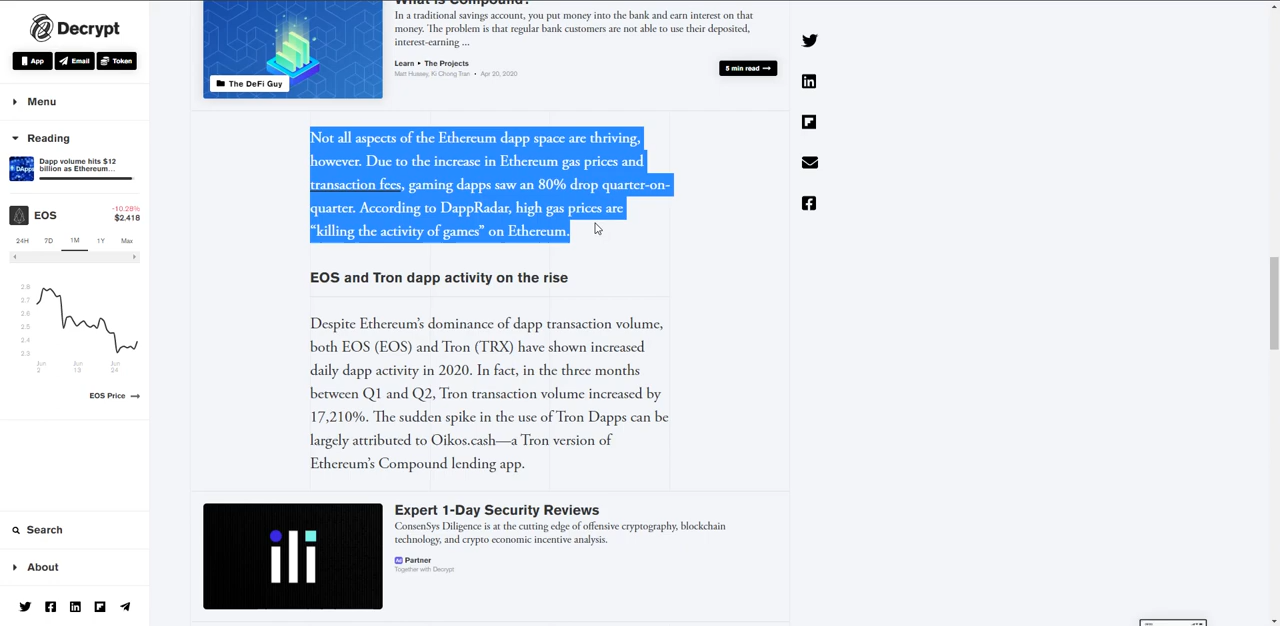 Decrypt
App
Email
Token
Menu
Reading
Dapp volume hits $12
billion as Ethereum...
EOS
-10.28%
$2.418
24H 7D 1M 1Y Max
2.8
2.7
2.6
2.5
2.4
2.3
Jun 2
Jun 13
Jun 24
EOS Price
Search
About
What is Compound?
In a traditional savings account, you put money into the bank and earn interest on that
money. The problem is that regular bank customers are not able to use their deposited,
interest-earning ...
The DeFi Guy
Learn • The Projects
Matt Hussey, Ki Chong Tran • Apr 20, 2020
5 min read
Not all aspects of the Ethereum dapp space are thriving,
however. Due to the increase in Ethereum gas prices and
transaction fees, gaming dapps saw an 80% drop quarter-on-
quarter. According to DappRadar, high gas prices are
“killing the activity of games” on Ethereum.
EOS and Tron dapp activity on the rise
Despite Ethereum’s dominance of dapp transaction volume,
both EOS (EOS) and Tron (TRX) have shown increased
daily dapp activity in 2020. In fact, in the three months
between Q1 and Q2, Tron transaction volume increased by
17,210%. The sudden spike in the use of Tron Dapps can be
largely attributed to Oikos.cash—a Tron version of
Ethereum’s Compound lending app.
Expert 1-Day Security Reviews
ConsenSys Diligence is at the cutting edge of offensive cryptography, blockchain
technology, and crypto economic incentive analysis.
Ad Partner
Together with Decrypt